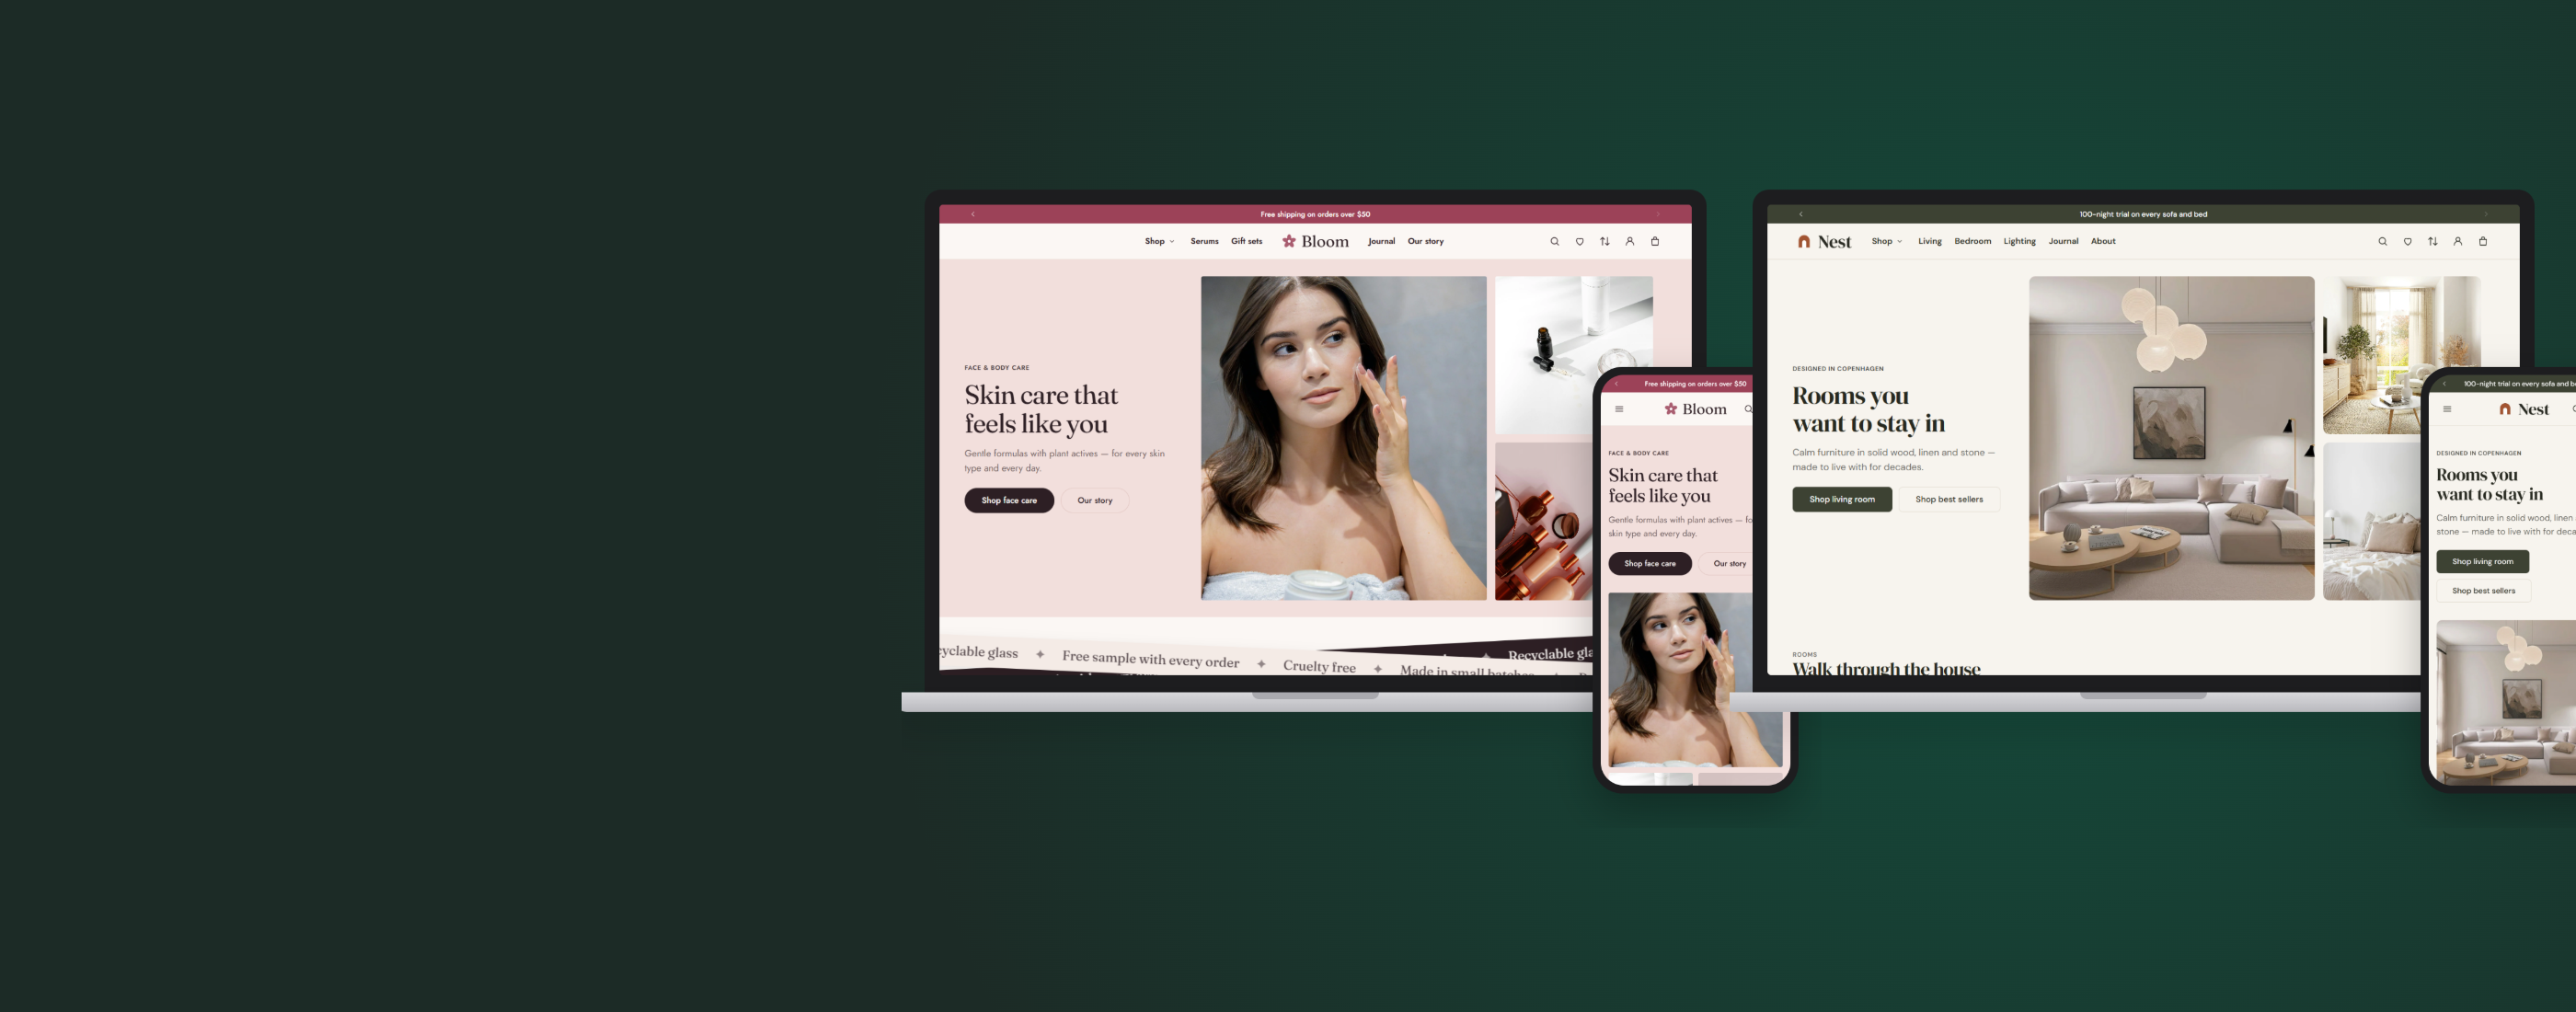 Free shipping on orders over $50
Shop Serums Gift sets Bloom Journal Our story
FACE & BODY CARE
Skin care that
feels like you
Gentle formulas with plant actives — for every skin
type and every day.
Shop face care Our story
Free sample with every order Cruelty free Made in small batches
glass
Recyclable
Free shipping on orders over $50
Bloom
FACE & BODY CARE
Skin care that
feels like you
Gentle formulas with plant actives —
skin type and every day.
Shop face care Our story
100-night trial on every sofa and bed
Nest Shop Living Bedroom Lighting Journal About
DESIGNED IN COPENHAGEN
Rooms you
want to stay in
Calm furniture in solid wood, linen and stone —
made to live with for decades.
Shop living room Shop best sellers
ROOMS
Walk through the house
100-night trial on every sofa and
Nest
DESIGNED IN COPENHAGEN
Rooms you
want to stay in
Calm furniture in solid wood, linen
stone — made to live with for
Shop living room
Shop best sellers